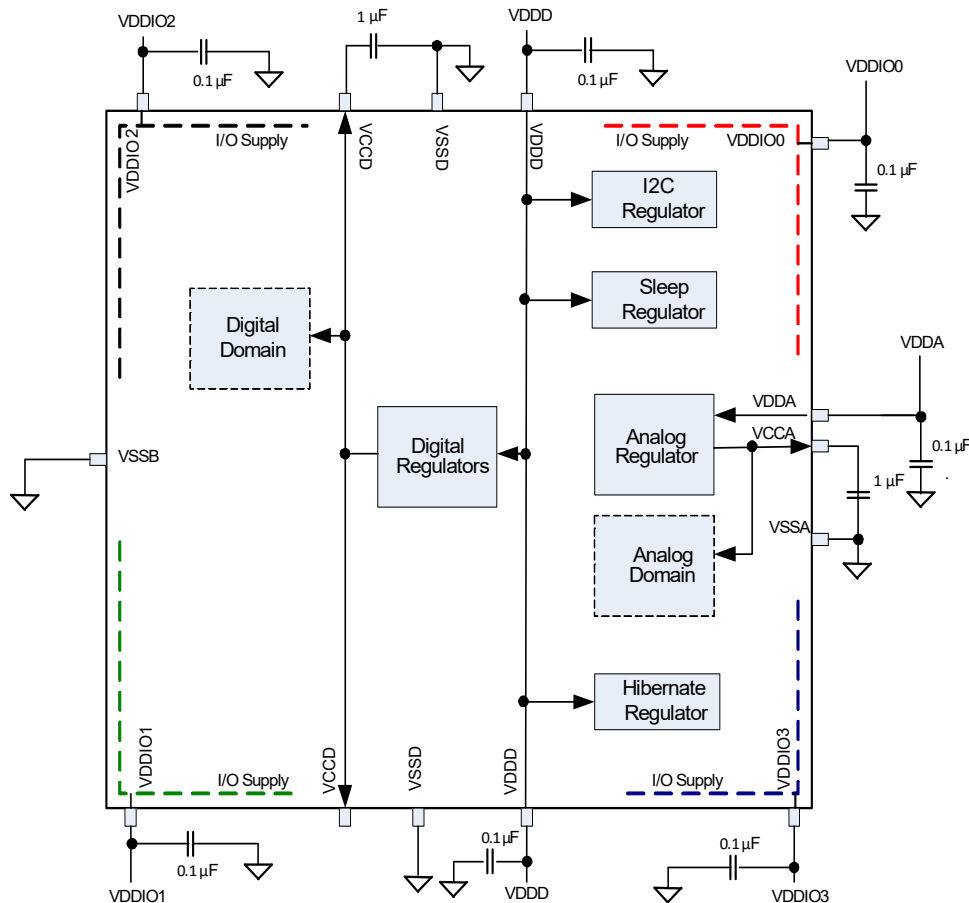 VDDIO2
1 µF
VDDD
0.1 µF
0.1 µF
VDDIO0
0.1 µF
VDDIO2
I/O Supply
VCCD
VSSD
VDDD
I/O Supply
VDDIO0
I2C
Regulator
Sleep
Regulator
Digital
Domain
VDDA
VDDA
VCCA
Analog
Regulator
0.1 µF
.
Digital
Regulators
VSSB
1 µF
VSSA
Analog
Domain
Hibernate
Regulator
VDDIO1
I/O Supply
VCCD
VSSD
VDDD
I/O Supply
VDDIO3
0.1 µF
0.1 µF
0.1 µF
VDDIO1
VDDD
VDDIO3